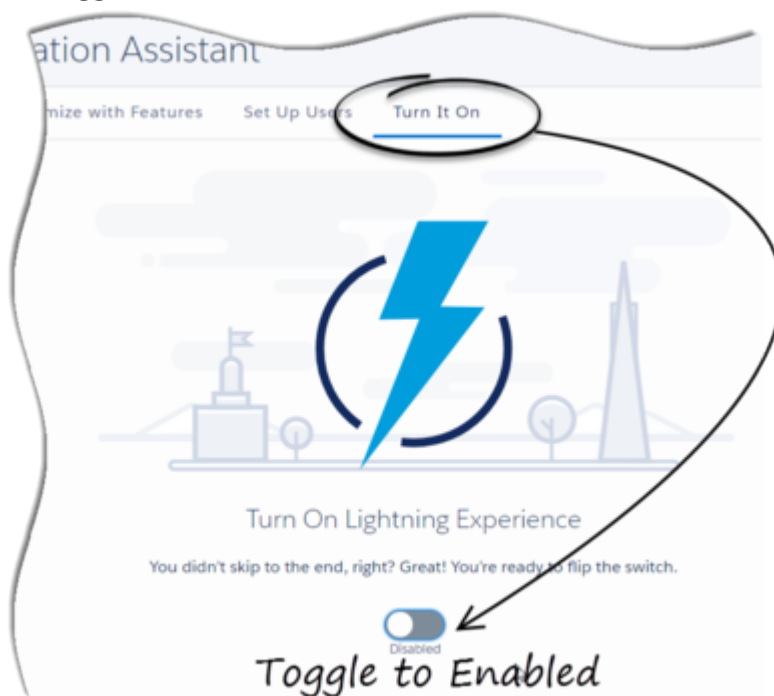 ation Assistant
mize with Features Set Up Users Turn It On
Turn On Lightning Experience
You didn't skip to the end, right? Great! You're ready to flip the switch.
Disabled
Toggle to Enabled